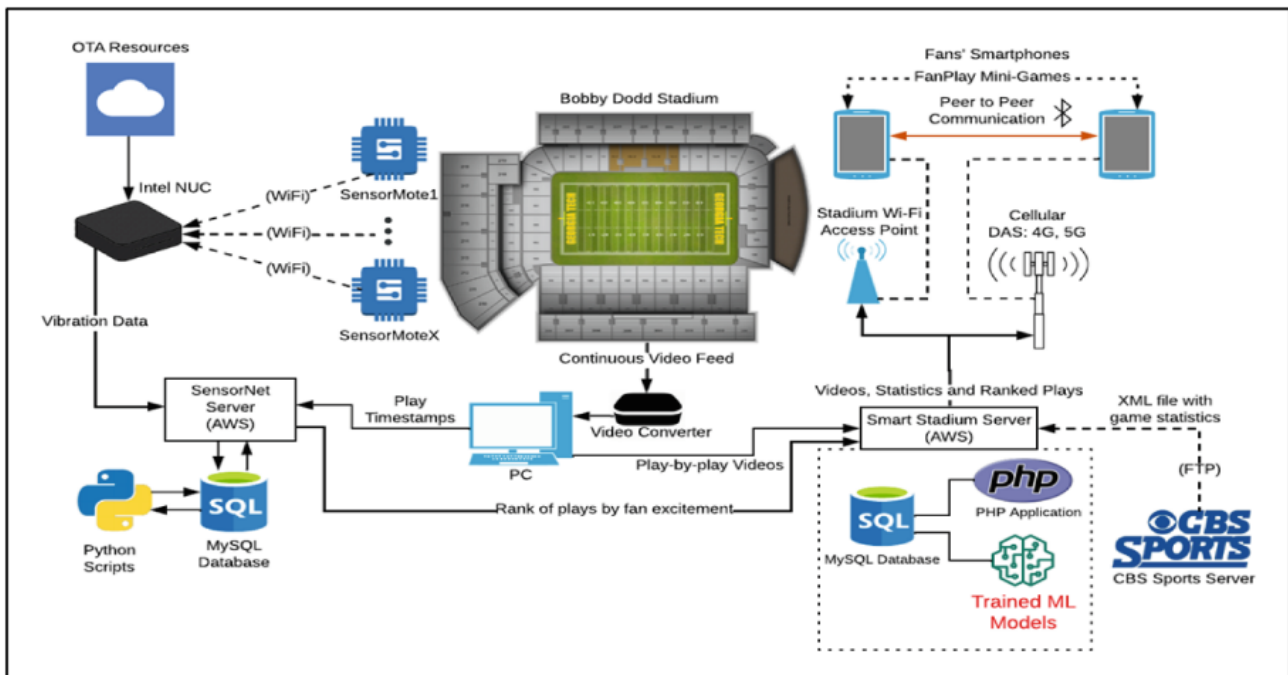 OTA Resources
Intel NUC
(WiFi)
(WiFi)
(WiFi)
SensorMote1
SensorMoteX
Vibration Data
Bobby Dodd Stadium
GEORGIA TECH
GEORGIA TECH
Continuous Video Feed
Video Converter
Fans' Smartphones
FanPlay Mini-Games
Peer to Peer
Communication
Stadium Wi-Fi
Access Point
Cellular
DAS: 4G, 5G
SensorNet
Server
(AWS)
Play
Timestamps
PC
Play-by-play Videos
Rank of plays by fan excitement
Python
Scripts
SQL
MySQL
Database
Videos, Statistics and Ranked Plays
Smart Stadium Server
(AWS)
SQL
MySQL Database
php
PHP Application
Trained ML
Models
XML file with
game statistics
(FTP)
CBS
SPORTS
CBS Sports Server